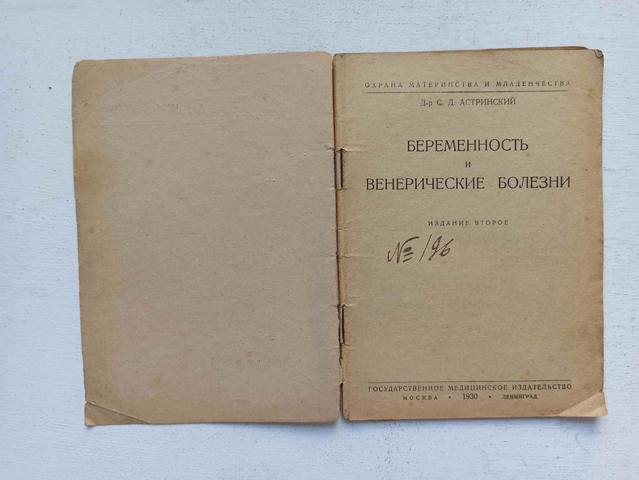 ОХРАНА МАТЕРИНСТВА И МЛАДЕНЧЕСТВА
Д-р С. Д. АСТРИНСКИЙ
БЕРЕМЕННОСТЬ
И
ВЕНЕРИЧЕСКИЕ БОЛЕЗНИ
ИЗДАНИЕ ВТОРОЕ
№ 196
ГОСУДАРСТВЕННОЕ МЕДИЦИНСКОЕ ИЗДАТЕЛЬСТВО
МОСКВА • 1930 • ЛЕНИНГРАД